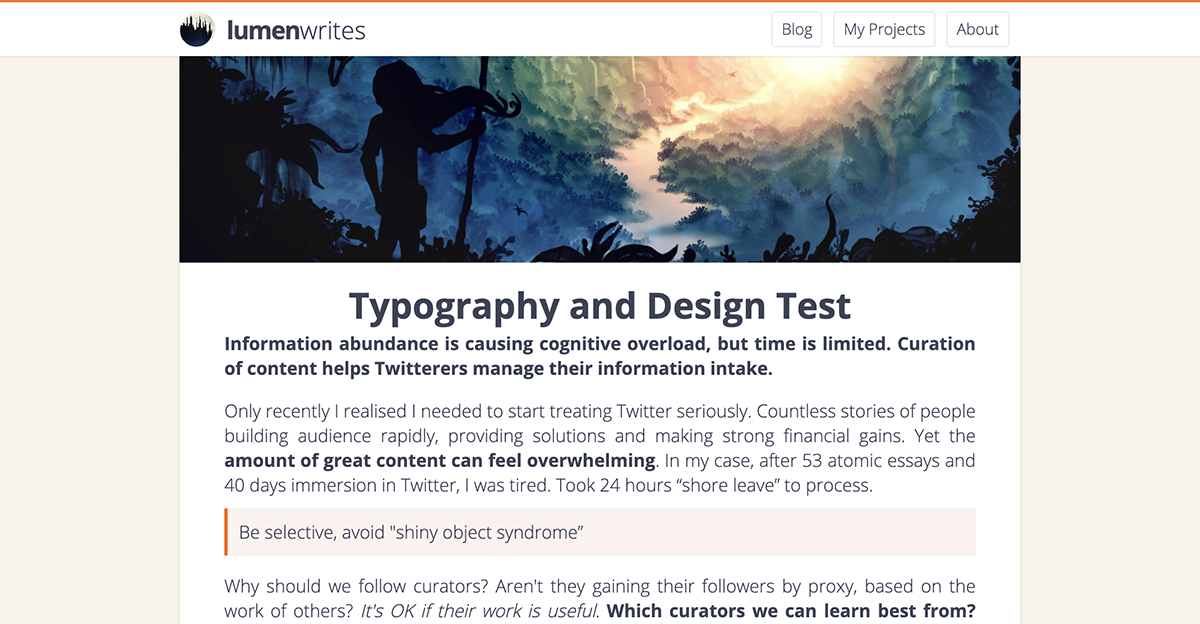 lumenwrites
Blog
My Projects
About
Typography and Design Test
Information abundance is causing cognitive overload, but time is limited. Curation
of content helps Twitterers manage their information intake.
Only recently I realised I needed to start treating Twitter seriously. Countless stories of people
building audience rapidly, providing solutions and making strong financial gains. Yet the
amount of great content can feel overwhelming. In my case, after 53 atomic essays and
40 days immersion in Twitter, I was tired. Took 24 hours “shore leave” to process.
Be selective, avoid "shiny object syndrome”
Why should we follow curators? Aren't they gaining their followers by proxy, based on the
work of others? It's OK if their work is useful. Which curators we can learn best from?